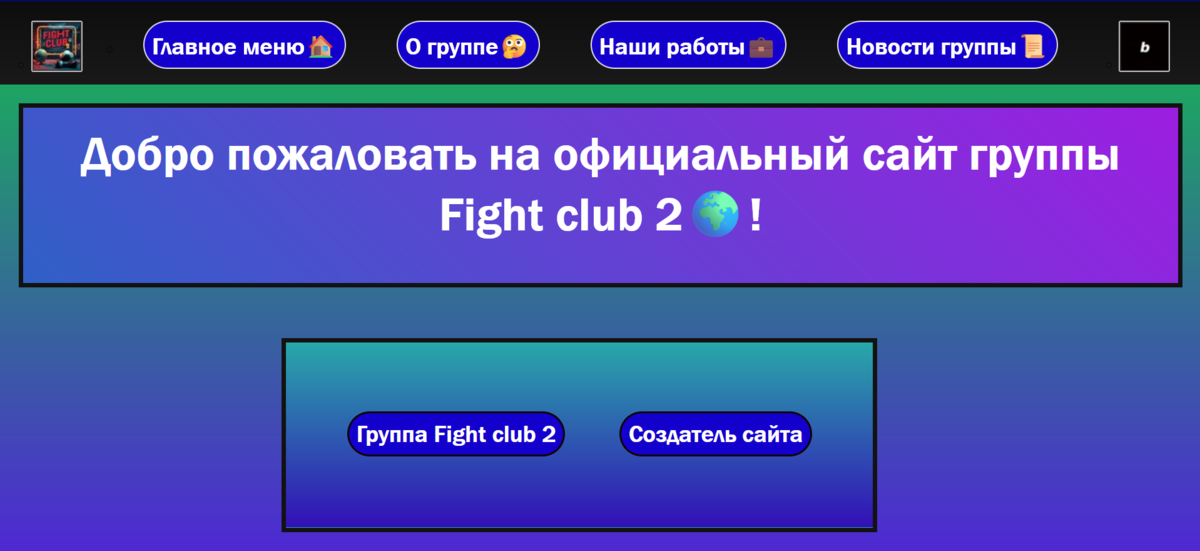 FIGHT CLUB
Главное меню🏠
О группе🤔
Наши работы💼
Новости группы📜
b
Добро пожаловать на официальный сайт группы
Fight club 2🌍!
Группа Fight club 2
Создатель сайта